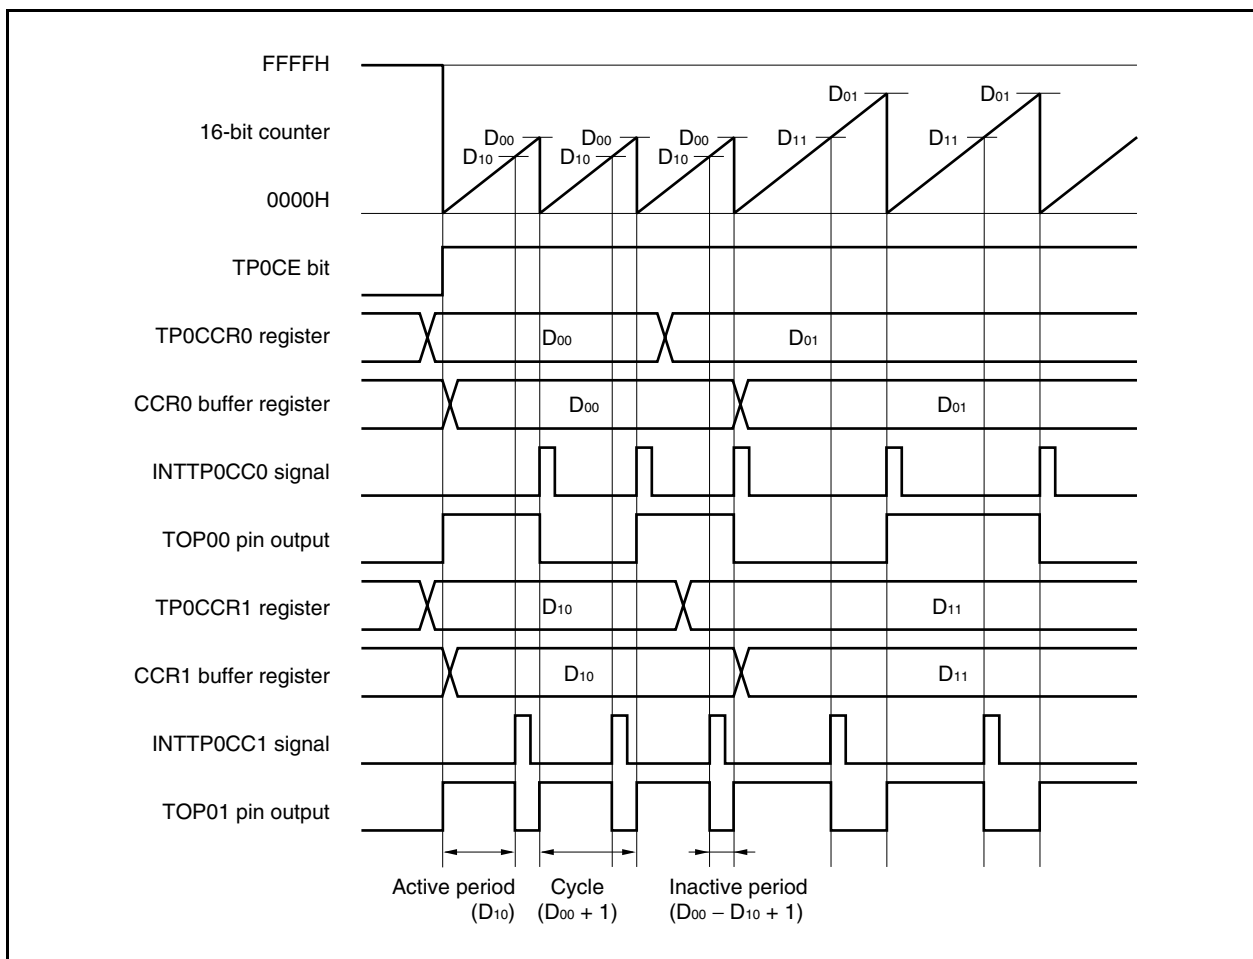 FFFFH
D01 D01
16-bit counter D00 D00 D00 D11 D11
D10 D10 D10
0000H
TP0CE bit
TP0CCR0 register D00 D01
CCR0 buffer register D00 D01
INTTP0CC0 signal
TOP00 pin output
TP0CCR1 register D10 D11
CCR1 buffer register D10 D11
INTTP0CC1 signal
TOP01 pin output
Active period Cycle Inactive period
(D10) (D00 + 1) (D00 − D10 + 1)